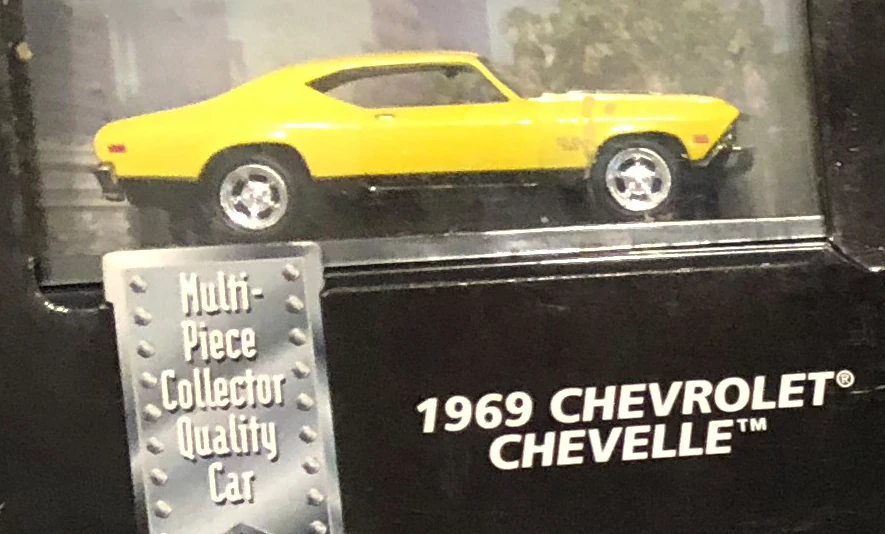 Multi-
Piece
Collector
Quality
Car
1969 CHEVROLET®
CHEVELLE™